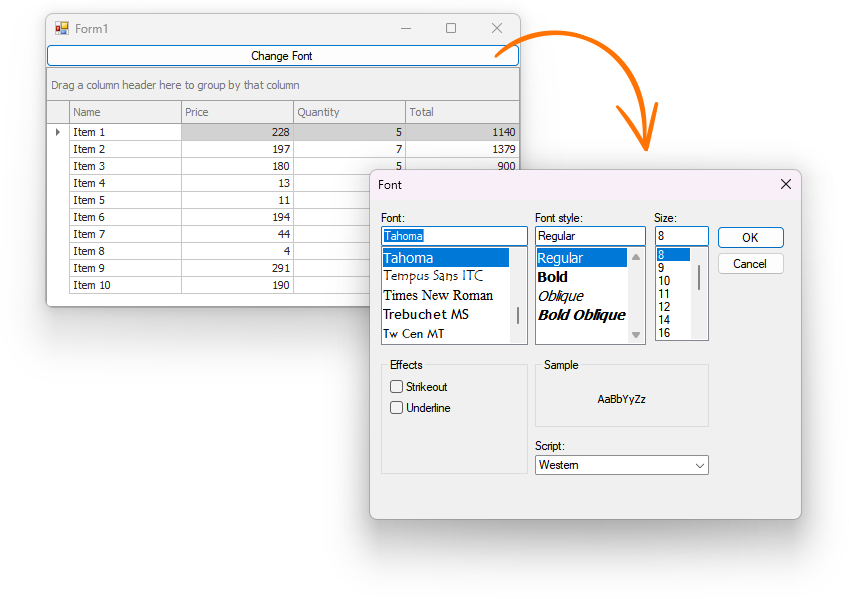 Form1
Change Font
Drag a column header here to group by that column
Name Price Quantity Total
Item 1 228 5 1140
Item 2 197 7 1379
Item 3 180 5 900
Item 4 13
Item 5 11
Item 6 194
Item 7 44
Item 8 4
Item 9 291
Item 10 190
Font
Font: Font style: Size:
Tahoma Regular 8 OK
Tahoma Regular 8 Cancel
Tempus Sans ITC Bold 9
Times New Roman Oblique 10
Trebuchet MS Bold Oblique 11
Tw Cen MT 12
14
16
Effects Sample
Strikeout AaBbYyZz
Underline
Script:
Western